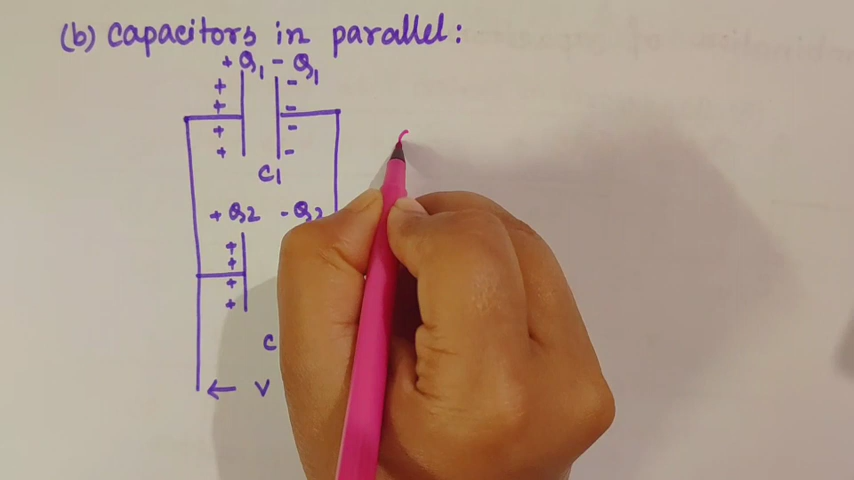 (b) Capacitors in parallel:
+ Q₁ - Q₁
C₁
+ Q2 - Q2
C
← V